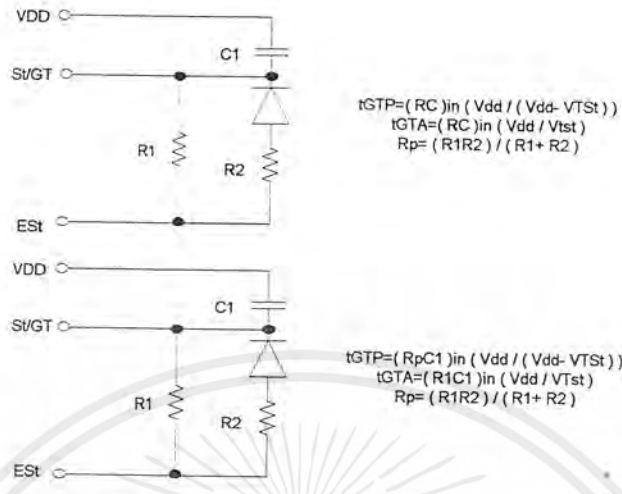 VDD
C1
St/GT
R1
R2
ESt
tGTP=( RC )in ( Vdd / ( Vdd- VTSt ) )
tGTA=( RC )in ( Vdd / Vtst )
Rp= ( R1R2 ) / ( R1+ R2 )
VDD
C1
St/GT
R1
R2
ESt
tGTP=( RpC1 )in ( Vdd / ( Vdd- VTSt ) )
tGTA=( R1C1 )in ( Vdd / VTst )
Rp= ( R1R2 ) / ( R1+ R2 )